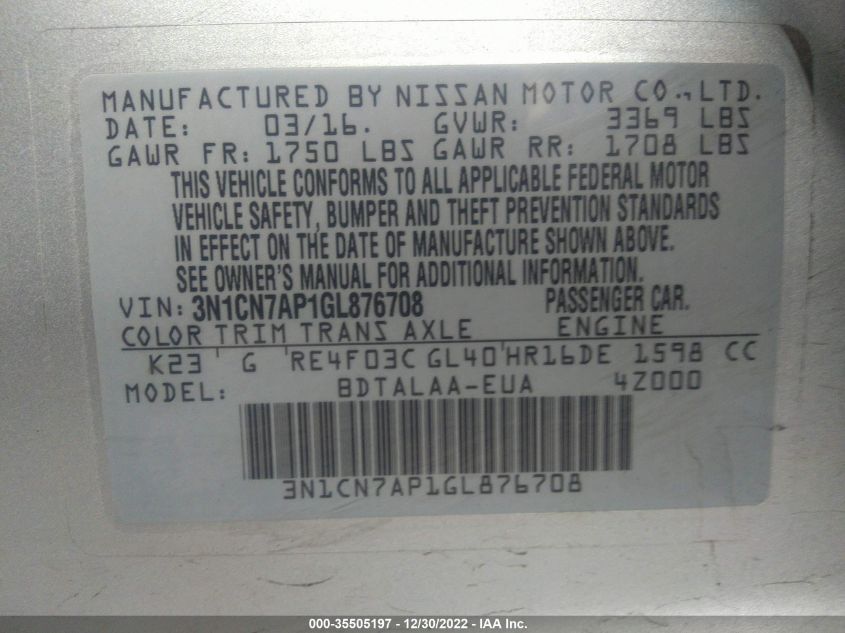 MANUFACTURED BY NISSAN MOTOR CO., LTD.
DATE: 03/16. GVWR: 3369 LBS
GAWR FR: 1750 LBS GAWR RR: 1708 LBS
THIS VEHICLE CONFORMS TO ALL APPLICABLE FEDERAL MOTOR
VEHICLE SAFETY, BUMPER AND THEFT PREVENTION STANDARDS
IN EFFECT ON THE DATE OF MANUFACTURE SHOWN ABOVE.
SEE OWNER'S MANUAL FOR ADDITIONAL INFORMATION.
VIN: 3N1CN7AP1GL876708 PASSENGER CAR.
COLOR TRIM TRANS AXLE ENGINE
K23 G RE4F03C GL40 HR16DE 1598 CC
MODEL: BDTALAA-EUA 4Z000
3N1CN7AP1GL876708
000-35505197 - 12/30/2022 - IAA Inc.